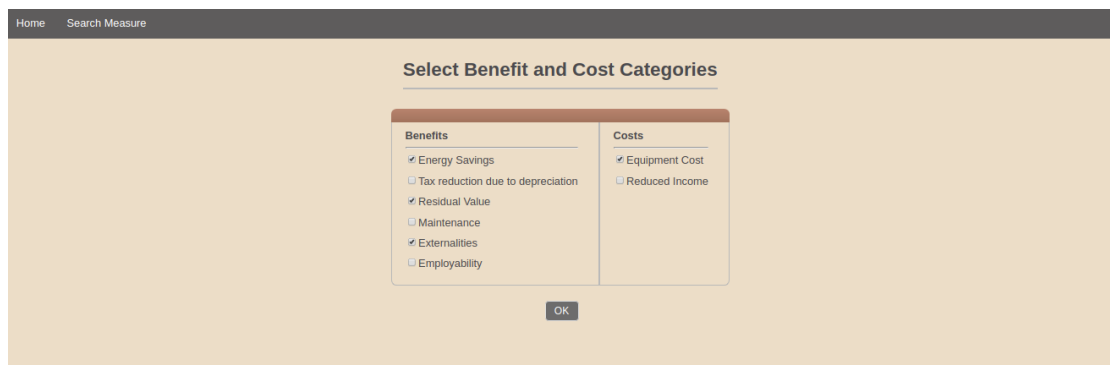 Home Search Measure
Select Benefit and Cost Categories
Benefits
Energy Savings
Tax reduction due to depreciation
Residual Value
Maintenance
Externalities
Employability
Costs
Equipment Cost
Reduced Income
OK